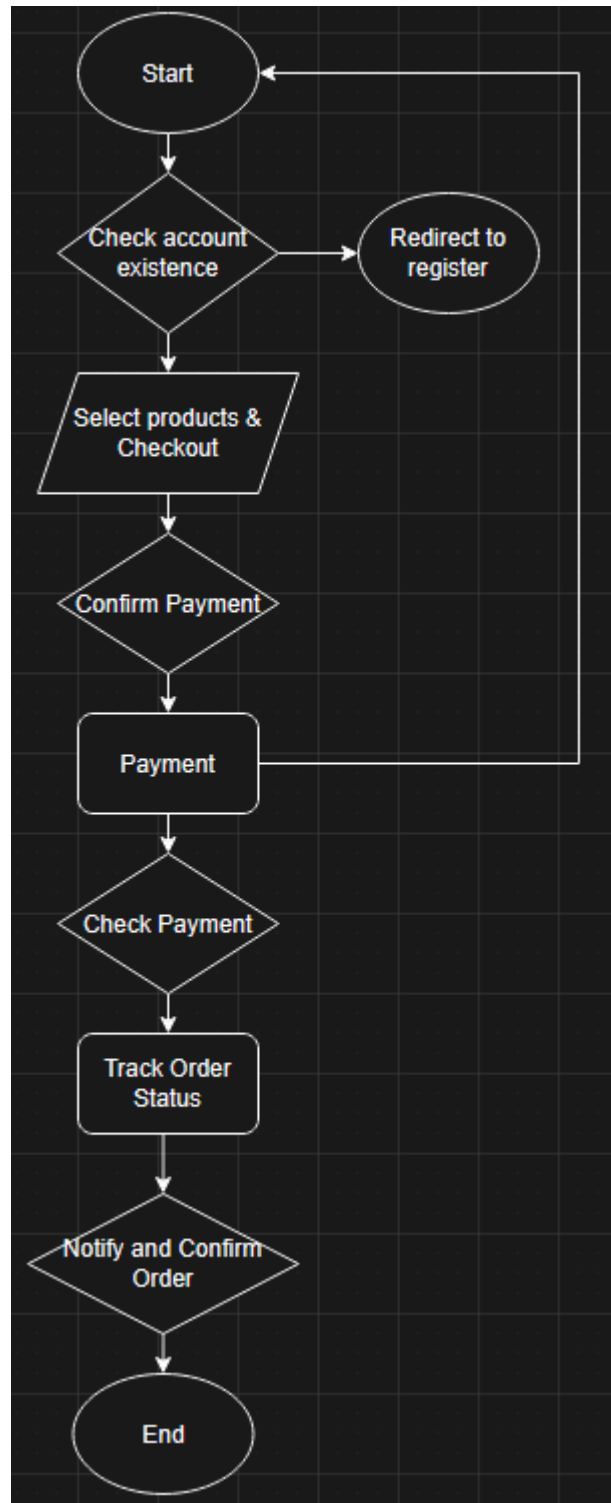 Start
Check account
existence
Redirect to
register
Select products &
Checkout
Confirm Payment
Payment
Check Payment
Track Order
Status
Notify and Confirm
Order
End